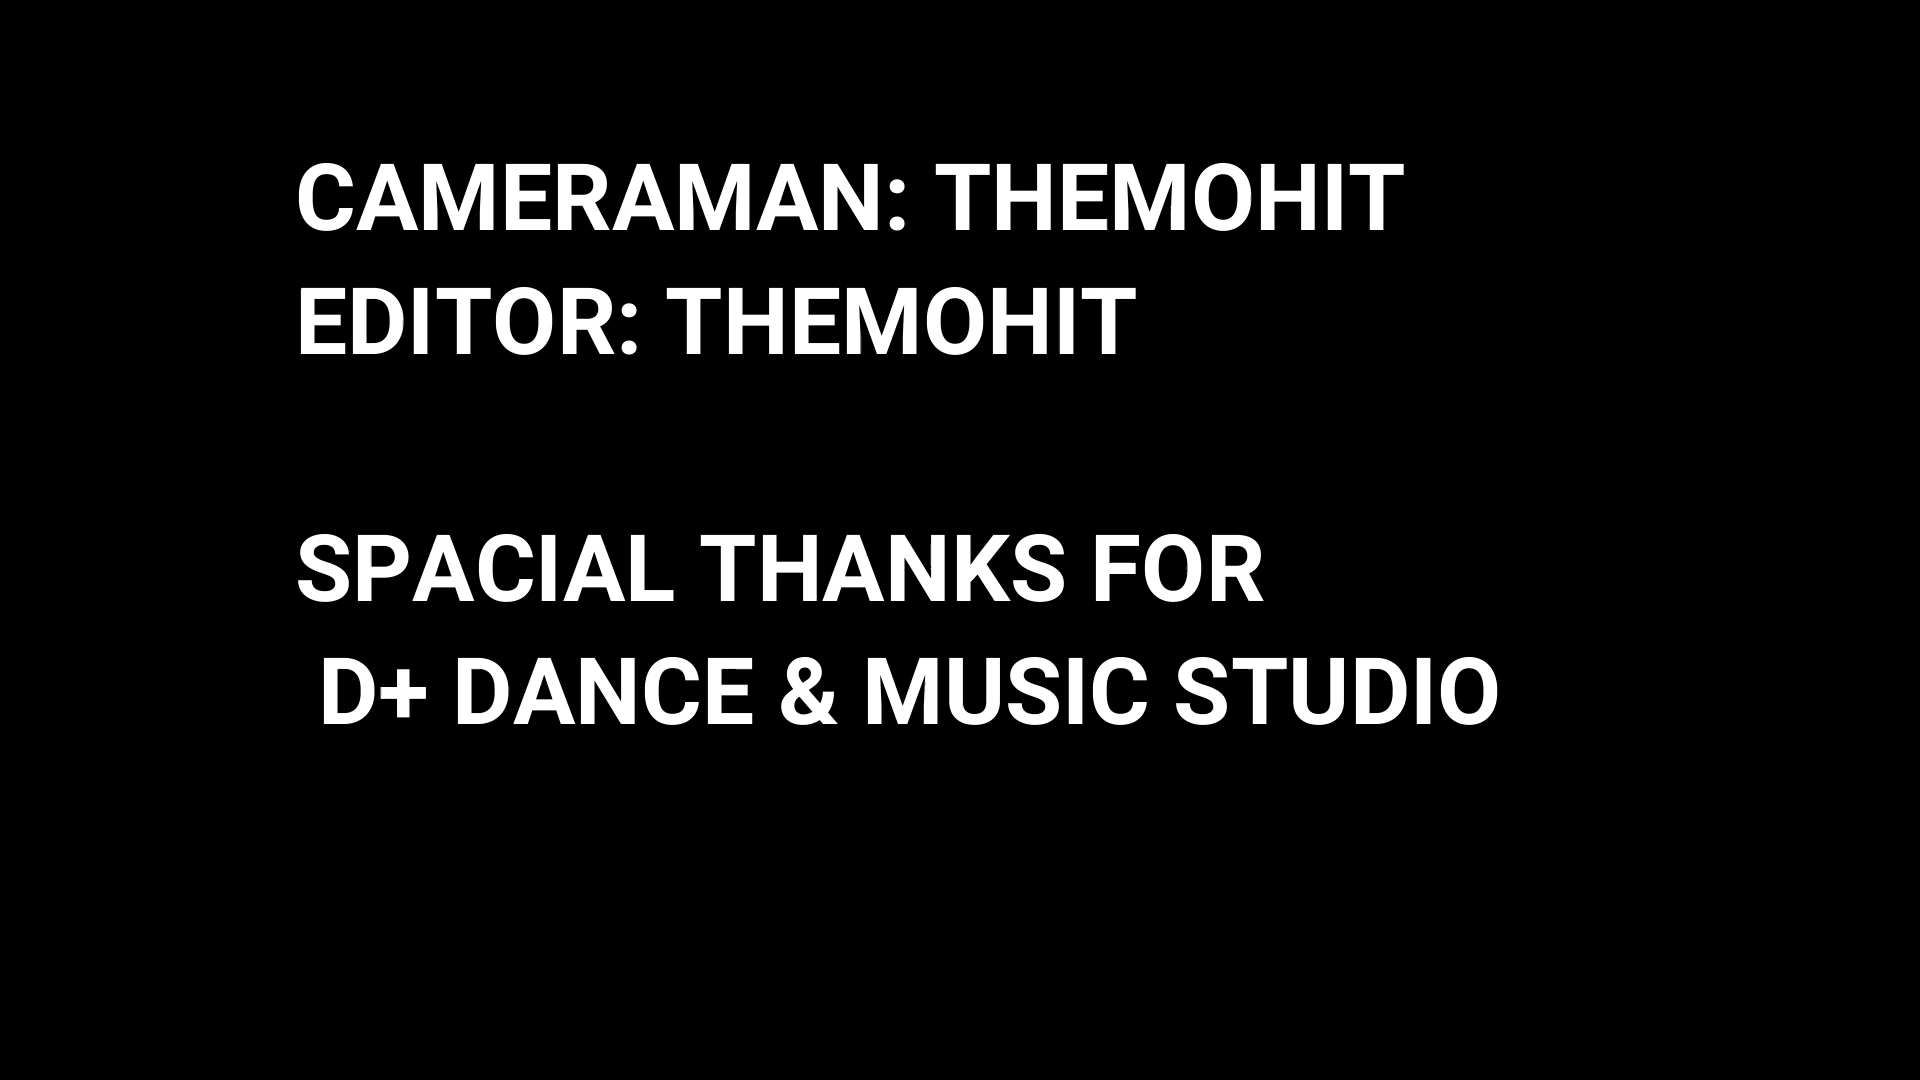 CAMERAMAN: THEMOHIT
EDITOR: THEMOHIT
SPACIAL THANKS FOR
D+ DANCE & MUSIC STUDIO